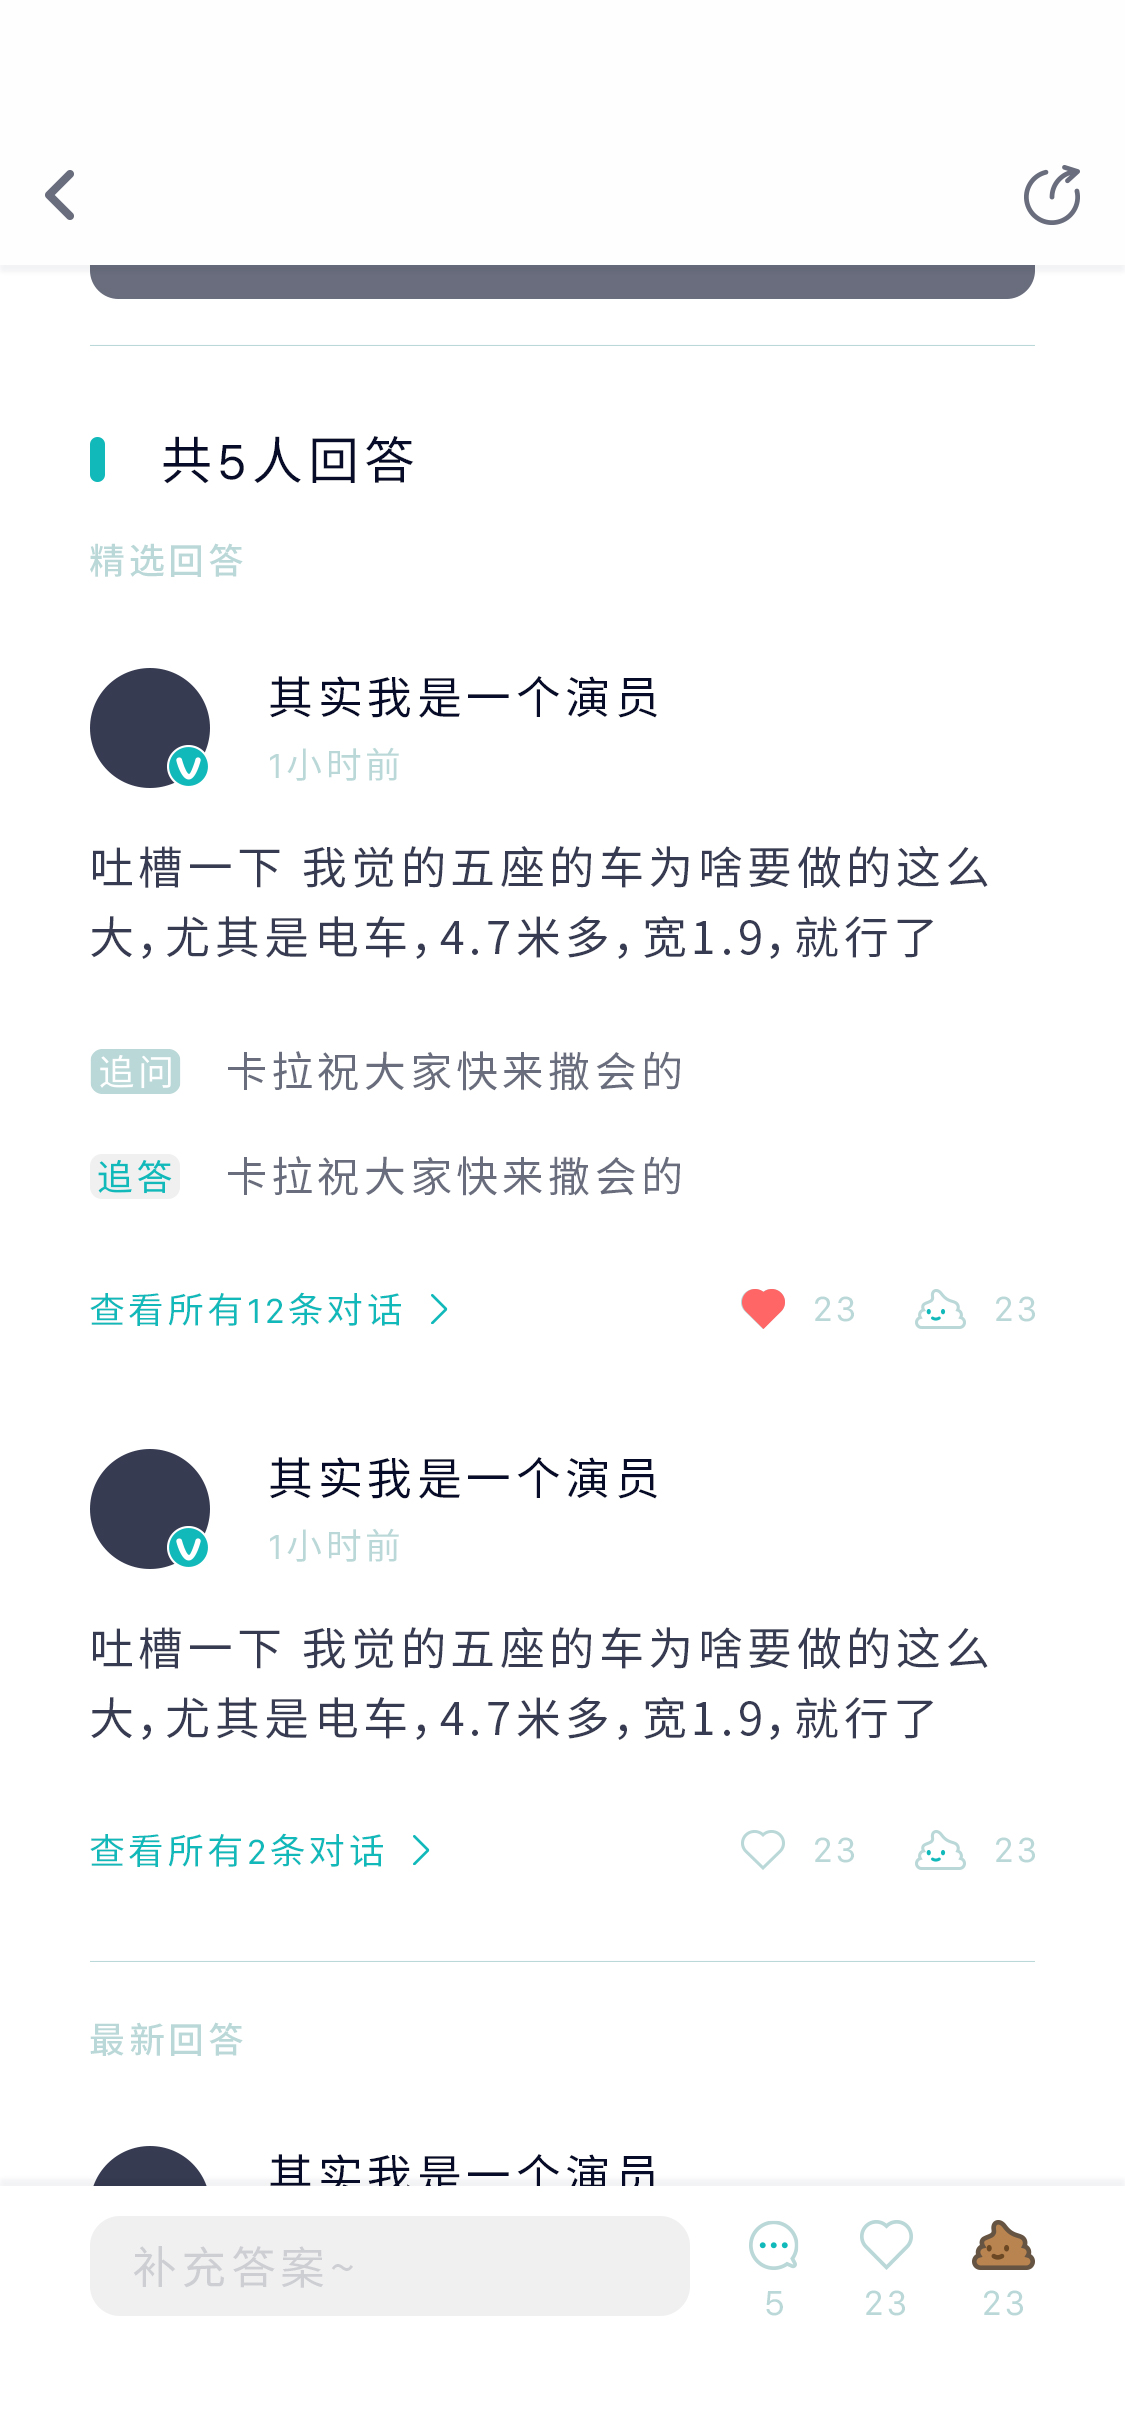 共5人回答
精选回答
其实我是一个演员
1小时前
吐槽一下 我觉的五座的车为啥要做的这么
大，尤其是电车，4.7米多，宽1.9，就行了
追问 卡拉祝大家快来撒会的
追答 卡拉祝大家快来撒会的
查看所有12条对话 23 23
其实我是一个演员
1小时前
吐槽一下 我觉的五座的车为啥要做的这么
大，尤其是电车，4.7米多，宽1.9，就行了
查看所有2条对话 23 23
最新回答
其实我是一个演员
补充答案~
5 23 23